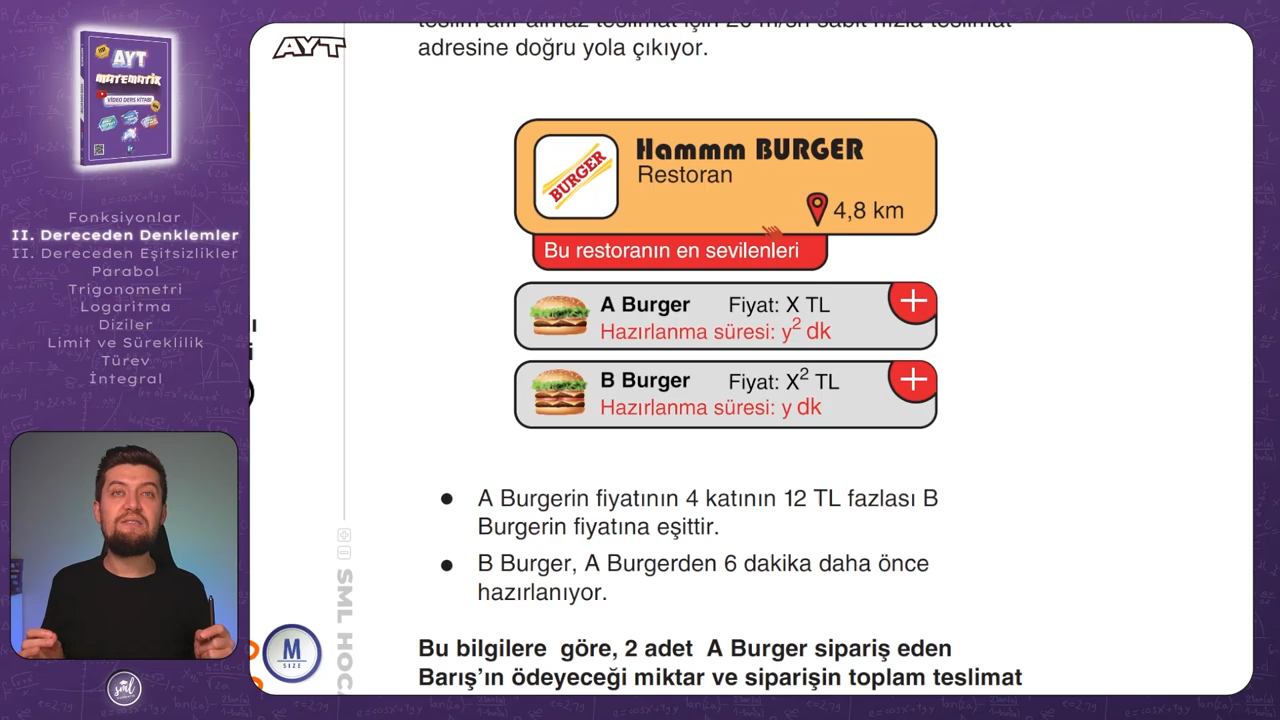 AYT
MATEMATİK
VİDEO DERS KİTABI
Fonksiyonlar
II. Dereceden Denklemler
II. Dereceden Eşitsizlikler
Parabol
Trigonometri
Logaritma
Diziler
Limit ve Süreklilik
Türev
İntegral
sml
AYT
SML HOCA
M
SIZE
adresine doğru yola çıkıyor.
BURGER
Hammm BURGER
Restoran
4,8 km
Bu restoranın en sevilenleri
A Burger Fiyat: X TL
Hazırlanma süresi: y² dk
B Burger Fiyat: X² TL
Hazırlanma süresi: y dk
● A Burgerin fiyatının 4 katının 12 TL fazlası B
Burgerin fiyatına eşittir.
● B Burger, A Burgerden 6 dakika daha önce
hazırlanıyor.
Bu bilgilere göre, 2 adet A Burger sipariş eden
Barış'ın ödeyeceği miktar ve siparişin toplam teslimat